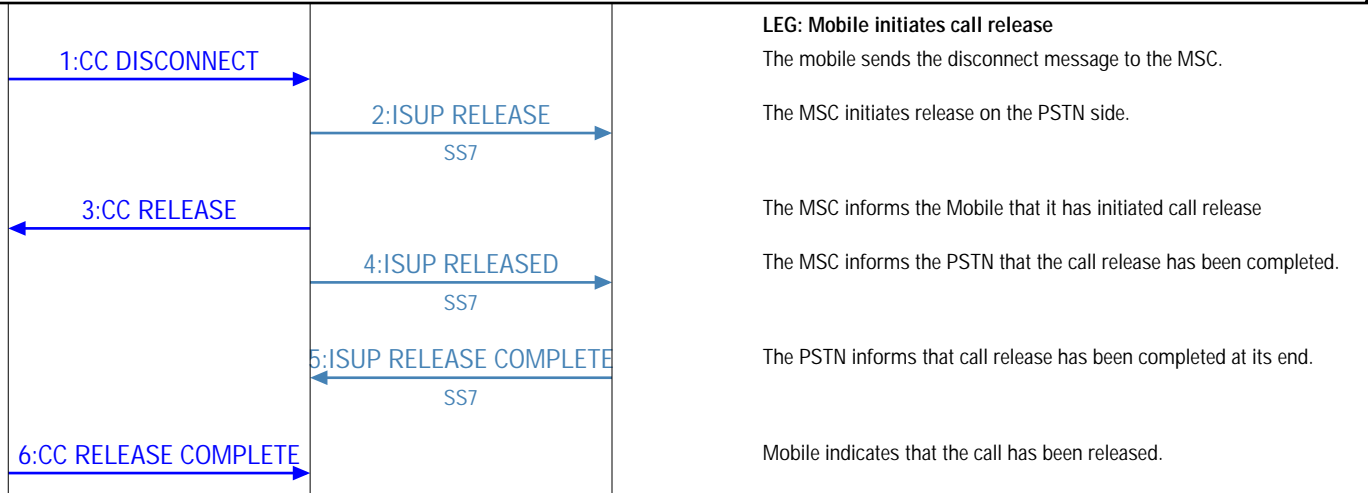 LEG: Mobile initiates call release
1:CC DISCONNECT
The mobile sends the disconnect message to the MSC.
2:ISUP RELEASE
The MSC initiates release on the PSTN side.
SS7
3:CC RELEASE
The MSC informs the Mobile that it has initiated call release
4:ISUP RELEASED
The MSC informs the PSTN that the call release has been completed.
SS7
5:ISUP RELEASE COMPLETE
The PSTN informs that call release has been completed at its end.
SS7
6:CC RELEASE COMPLETE
Mobile indicates that the call has been released.